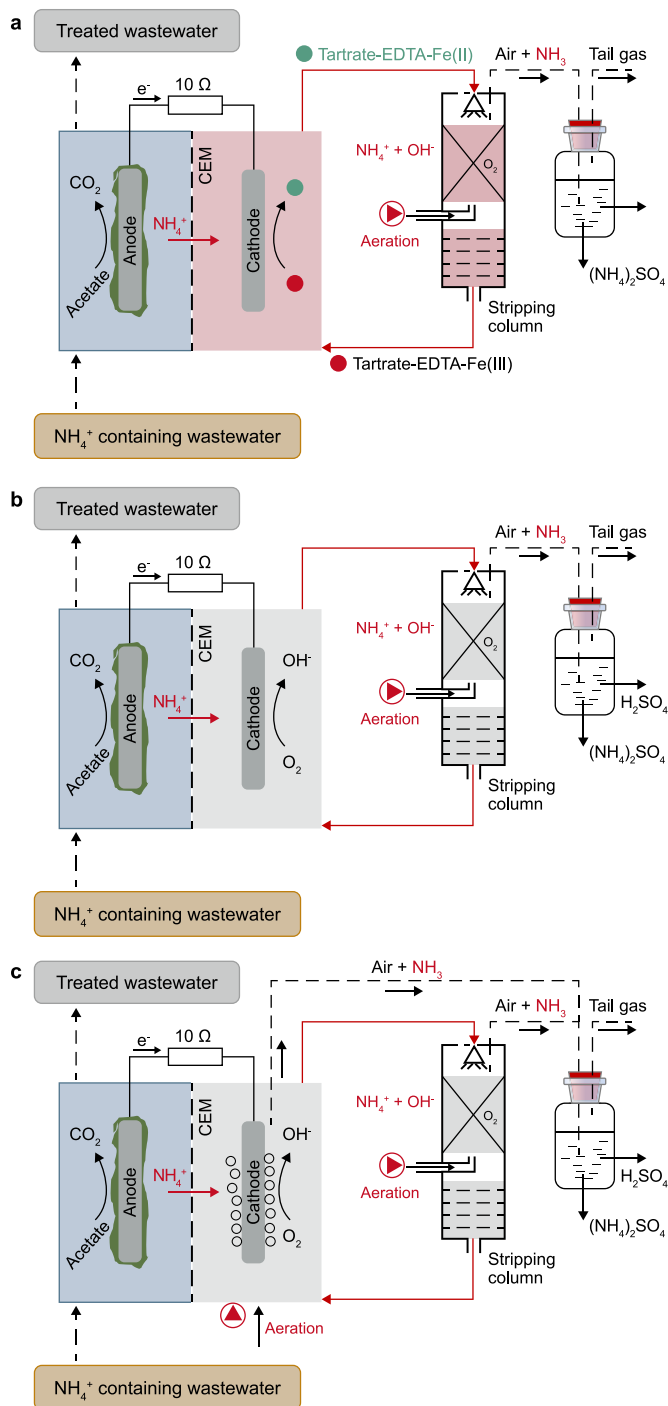 a
Treated wastewater
Tartrate-EDTA-Fe(II)
Air + NH₃
Tail gas
e⁻
10 Ω
CEM
CO₂
Anode
Acetate
NH₄⁺
Cathode
NH₄⁺ + OH⁻
O₂
Aeration
(NH₄)₂SO₄
Stripping
column
Tartrate-EDTA-Fe(III)
NH₄⁺ containing wastewater
b
Treated wastewater
Air + NH₃
Tail gas
e⁻
10 Ω
CEM
CO₂
Anode
Acetate
NH₄⁺
Cathode
OH⁻
O₂
NH₄⁺ + OH⁻
O₂
Aeration
H₂SO₄
(NH₄)₂SO₄
Stripping
column
NH₄⁺ containing wastewater
c
Air + NH₃
Treated wastewater
Air + NH₃
Tail gas
e⁻
10 Ω
CEM
CO₂
Anode
Acetate
NH₄⁺
Cathode
OH⁻
O₂
NH₄⁺ + OH⁻
O₂
Aeration
H₂SO₄
(NH₄)₂SO₄
Stripping
column
Aeration
NH₄⁺ containing wastewater